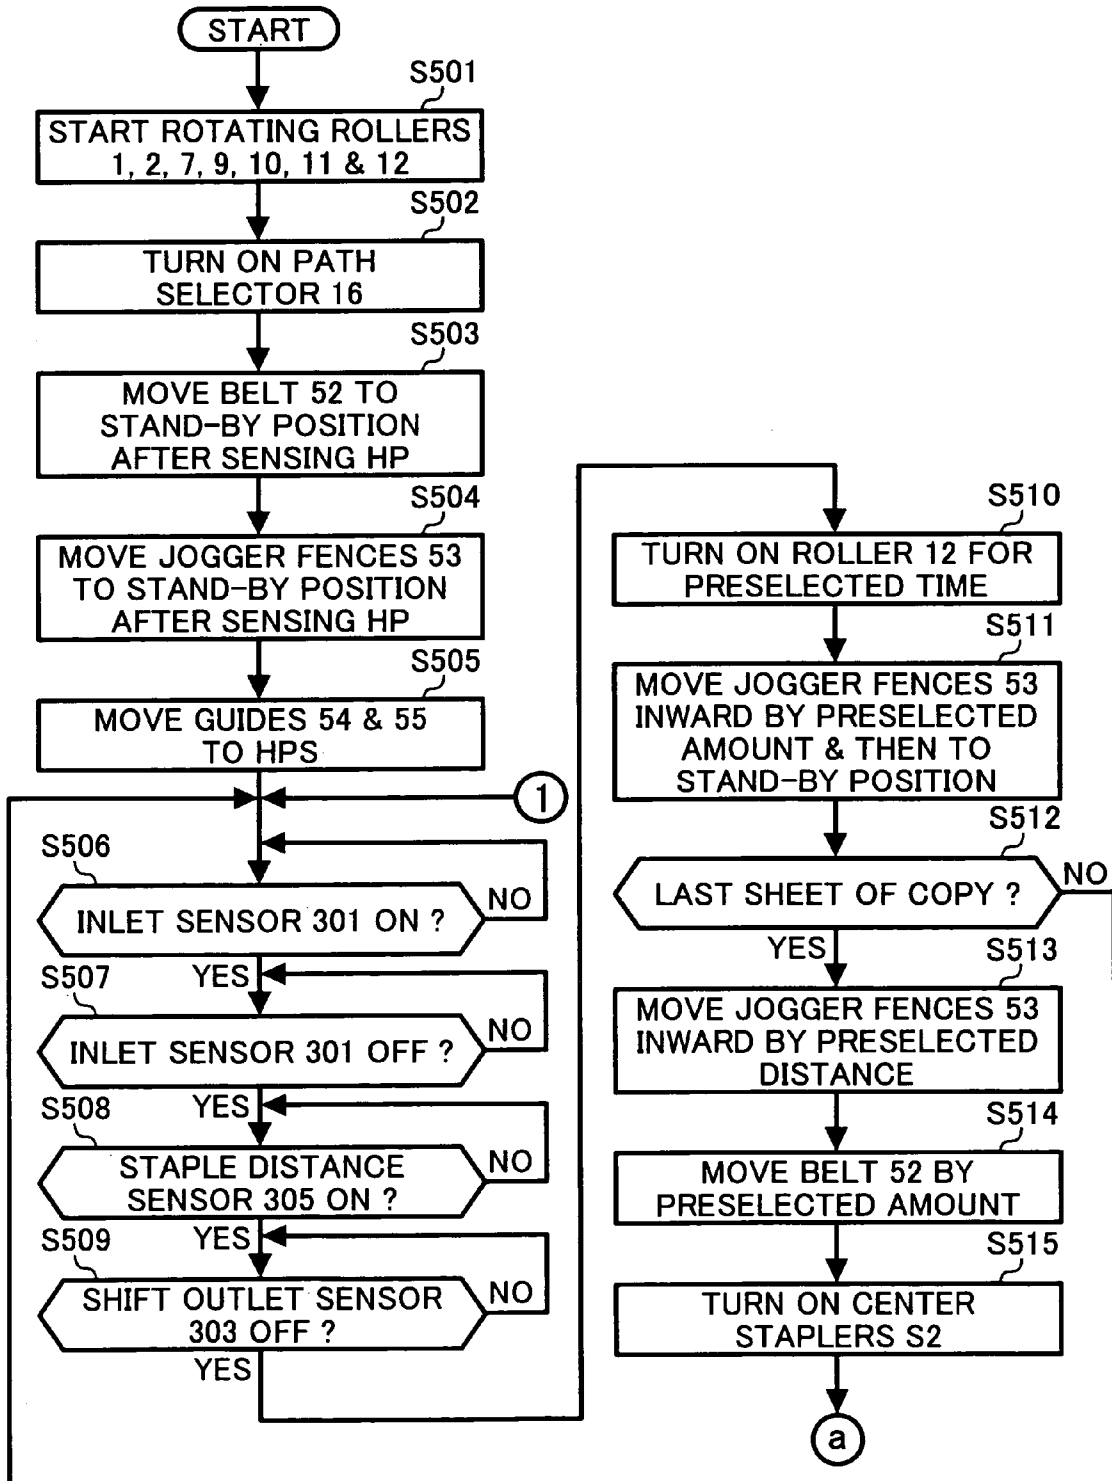 START
S501
START ROTATING ROLLERS
1, 2, 7, 9, 10, 11 & 12
S502
TURN ON PATH
SELECTOR 16
S503
MOVE BELT 52 TO
STAND-BY POSITION
AFTER SENSING HP
S504
MOVE JOGGER FENCES 53
TO STAND-BY POSITION
AFTER SENSING HP
S505
MOVE GUIDES 54 & 55
TO HPS
1
S506
INLET SENSOR 301 ON ?
NO
YES
S507
INLET SENSOR 301 OFF ?
NO
YES
S508
STAPLE DISTANCE
SENSOR 305 ON ?
NO
YES
S509
SHIFT OUTLET SENSOR
303 OFF ?
NO
YES
S510
TURN ON ROLLER 12 FOR
PRESELECTED TIME
S511
MOVE JOGGER FENCES 53
INWARD BY PRESELECTED
AMOUNT & THEN TO
STAND-BY POSITION
S512
LAST SHEET OF COPY ?
NO
YES
S513
MOVE JOGGER FENCES 53
INWARD BY PRESELECTED
DISTANCE
S514
MOVE BELT 52 BY
PRESELECTED AMOUNT
S515
TURN ON CENTER
STAPLERS S2
a